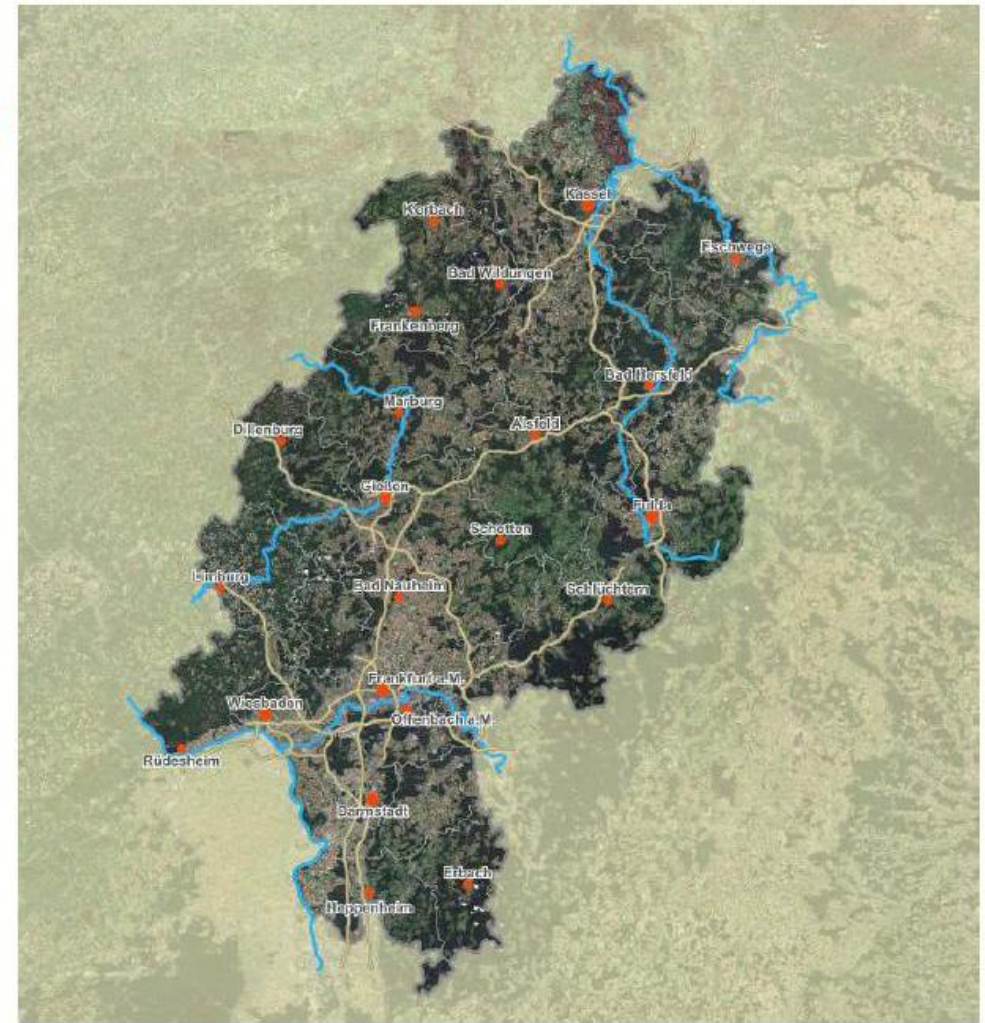 Kassel
Korbach
Eschwege
Bad Wildungen
Frankenberg
Bad Hersfeld
Marburg
Alsfeld
Dillenburg
Gießen
Fulda
Schotten
Limburg
Bad Nauheim
Schlüchtern
Frankfurt a.M.
Wiesbaden
Offenbach a.M.
Rüdesheim
Darmstadt
Erbach
Heppenheim